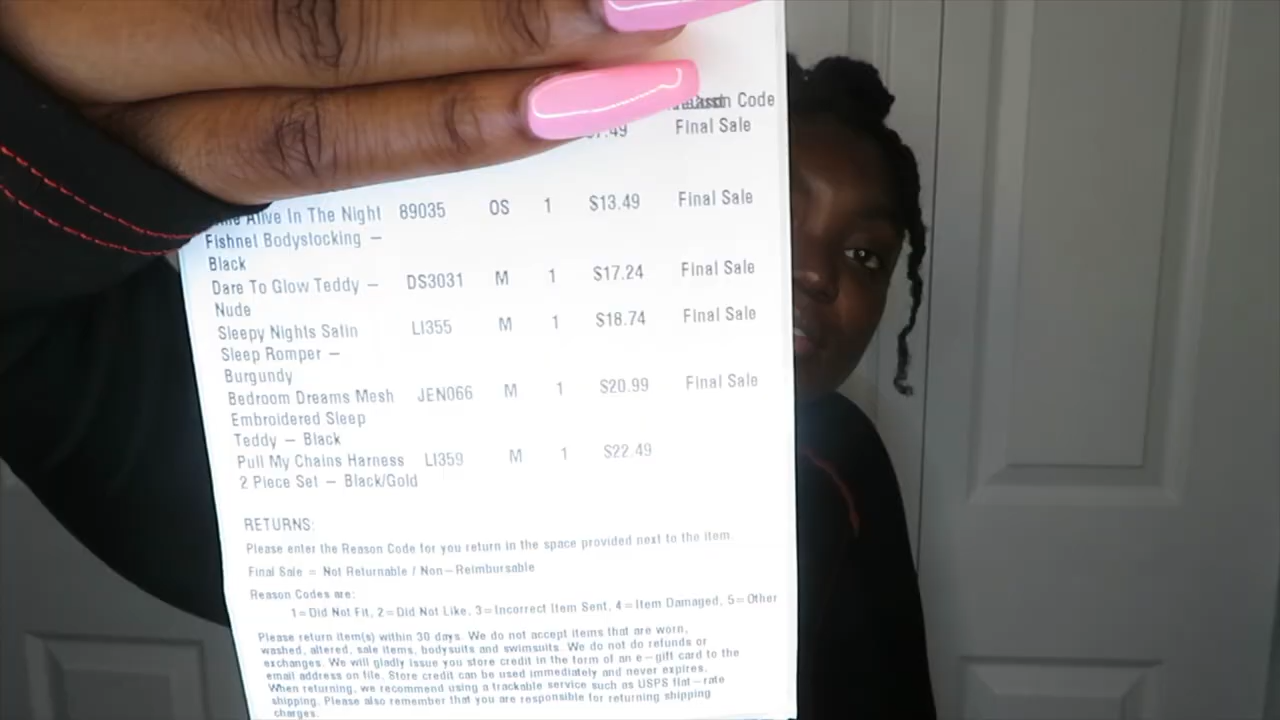 Code
Final Sale
Alive In The Night 89035 OS 1 $13.49 Final Sale
Fishnet Bodystocking –
Black
Dare To Glow Teddy – DS3031 M 1 $17.24 Final Sale
Nude
Sleepy Nights Satin LI355 M 1 $18.74 Final Sale
Sleep Romper –
Burgundy
Bedroom Dreams Mesh JEN066 M 1 $20.99 Final Sale
Embroidered Sleep
Teddy – Black
Pull My Chains Harness LI359 M 1 $22.49
2 Piece Set – Black/Gold
RETURNS:
Please enter the Reason Code for you return in the space provided next to the item.
Final Sale = Not Returnable / Non–Reimbursable
Reason Codes are:
1=Did Not Fit, 2=Did Not Like, 3=Incorrect Item Sent, 4=Item Damaged, 5=Other
Please return item(s) within 30 days. We do not accept items that are worn,
washed, altered, sale items, bodysuits and swimsuits. We do not do refunds or
exchanges. We will gladly issue you store credit in the form of an e–gift card to the
email address on file. Store credit can be used immediately and never expires.
When returning, we recommend using a trackable service such as USPS flat–rate
shipping. Please also remember that you are responsible for returning shipping
charges.